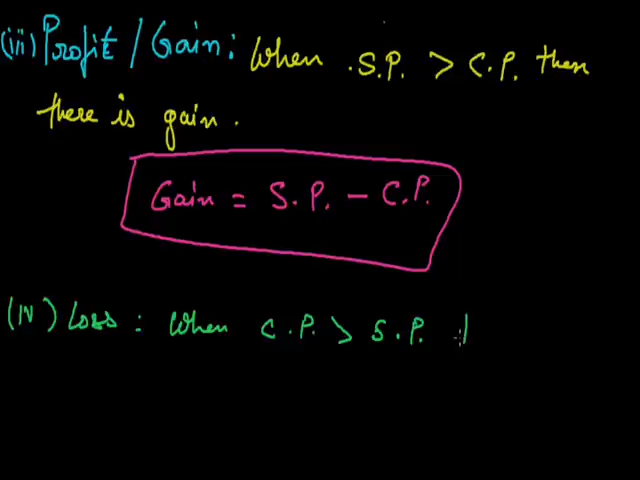 (iii) Profit / Gain: When .S.P. > C.P. then
there is gain.
Gain = S.P. - C.P.
(IV) Loss: When C.P. > S.P.